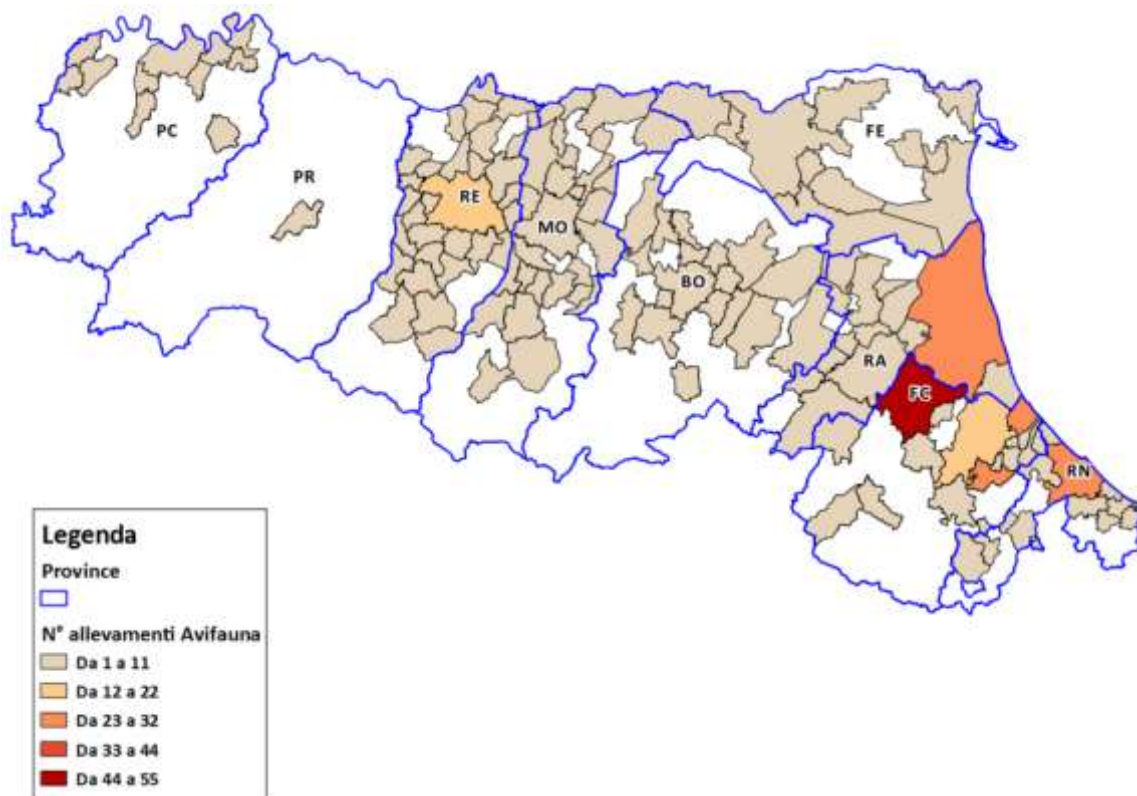 PC
PR
RE
MO
BO
FE
RA
FC
RN
Legenda
Province
N° allevamenti Avifauna
Da 1 a 11
Da 12 a 22
Da 23 a 32
Da 33 a 44
Da 44 a 55